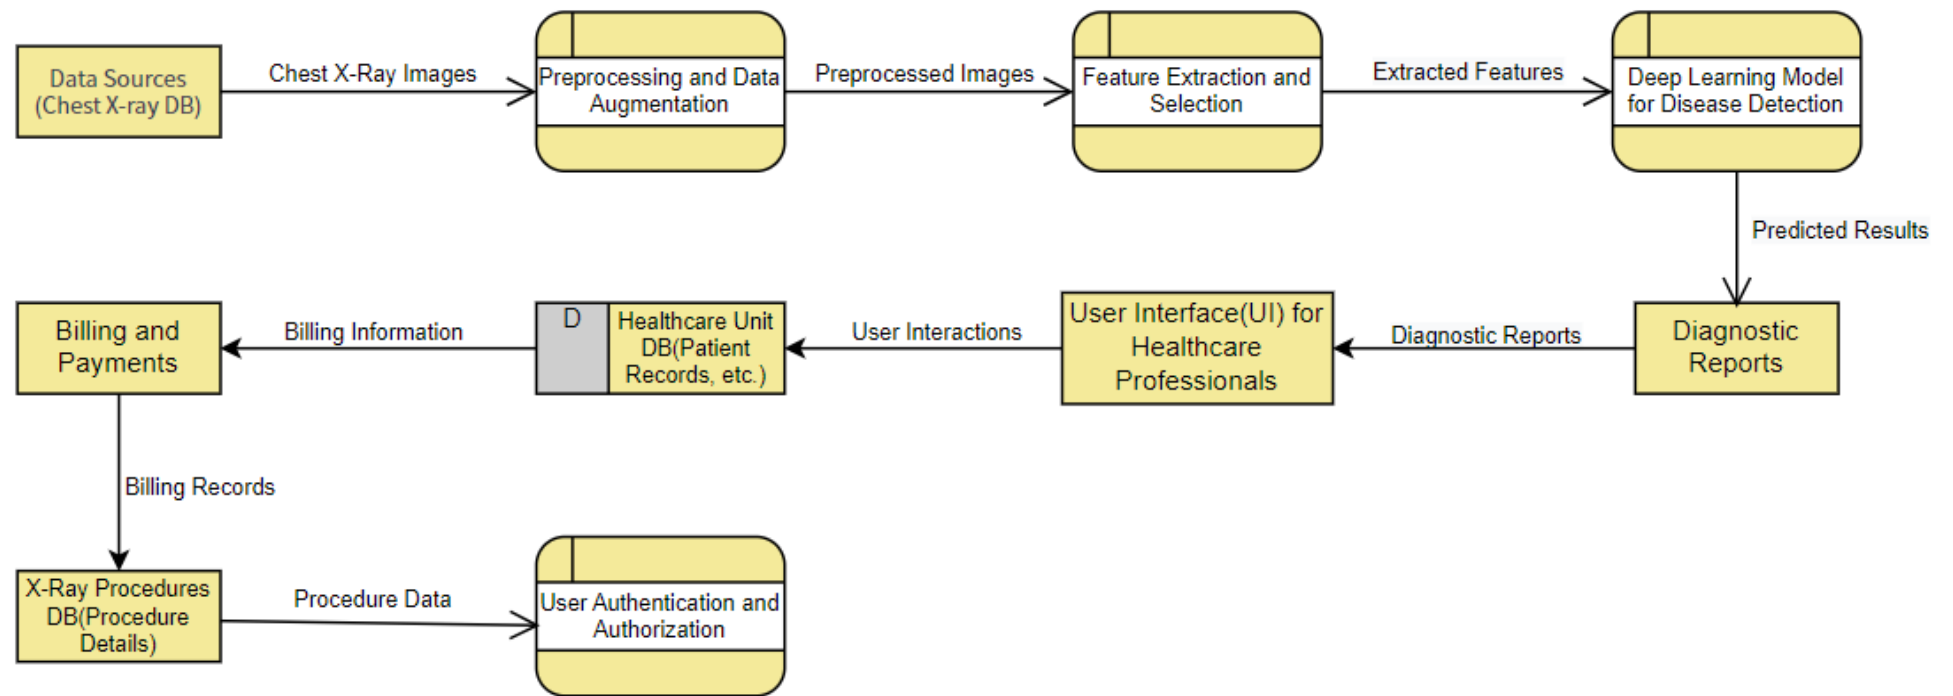 Data Sources
(Chest X-ray DB)
Chest X-Ray Images
Preprocessing and Data
Augmentation
Preprocessed Images
Feature Extraction and
Selection
Extracted Features
Deep Learning Model
for Disease Detection
Predicted Results
Billing and
Payments
Billing Information
D
Healthcare Unit
DB(Patient
Records, etc.)
User Interactions
User Interface(UI) for
Healthcare
Professionals
Diagnostic Reports
Diagnostic
Reports
Billing Records
X-Ray Procedures
DB(Procedure
Details)
Procedure Data
User Authentication and
Authorization